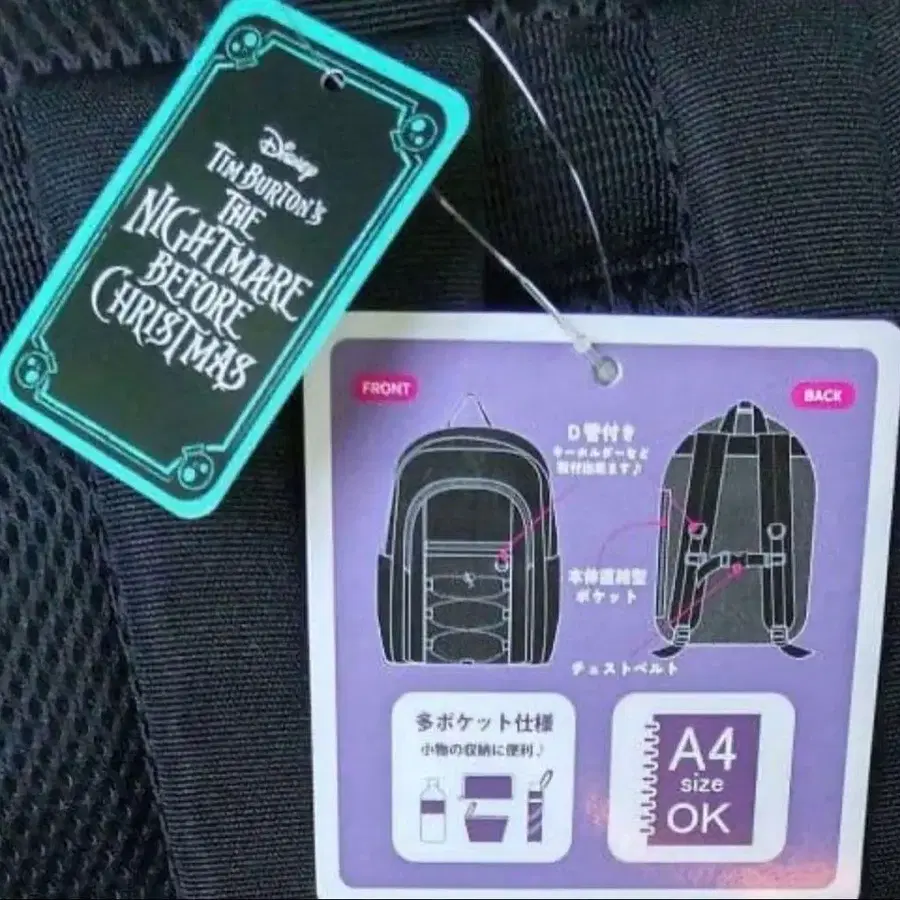 Disney
TIM BURTON'S
THE
NIGHTMARE
BEFORE
CHRISTMAS
FRONT
BACK
D管付き
キーホルダーなど
取付出来ます♪
本体直結型
ポケット
チェストベルト
多ポケット仕様
小物の収納に便利♪
A4
size
OK